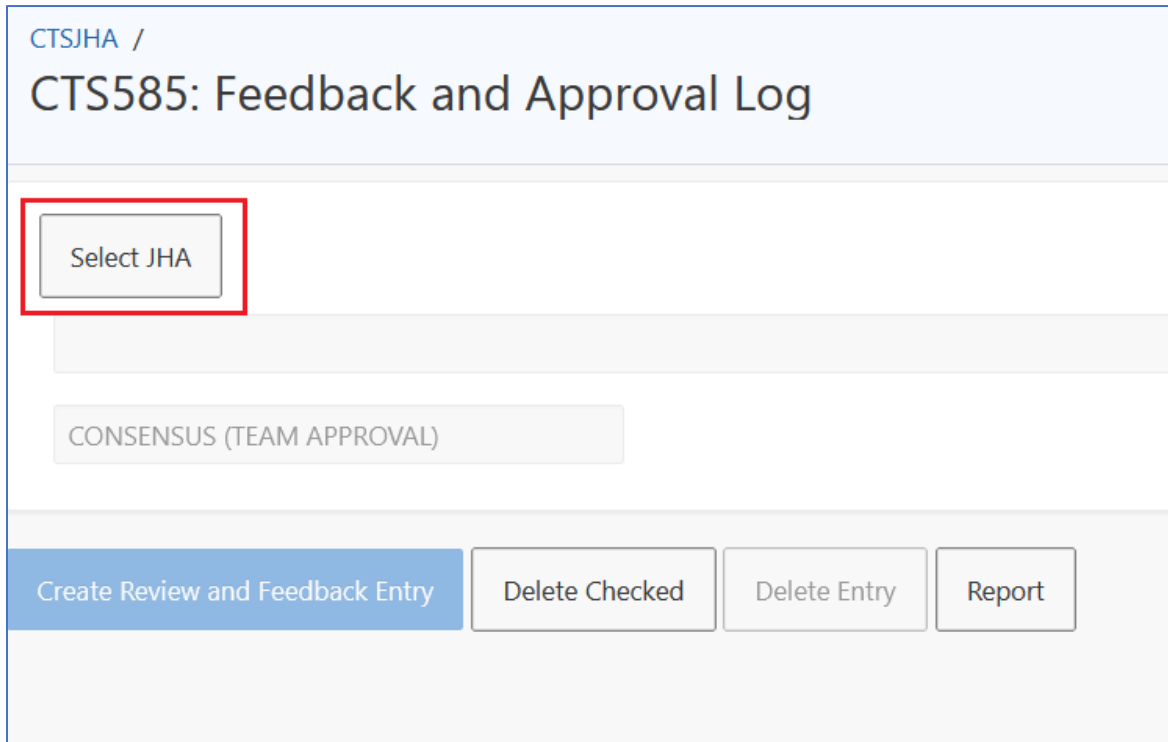 CTSJHA /
CTS585: Feedback and Approval Log
Select JHA
CONSENSUS (TEAM APPROVAL)
Create Review and Feedback Entry Delete Checked Delete Entry Report